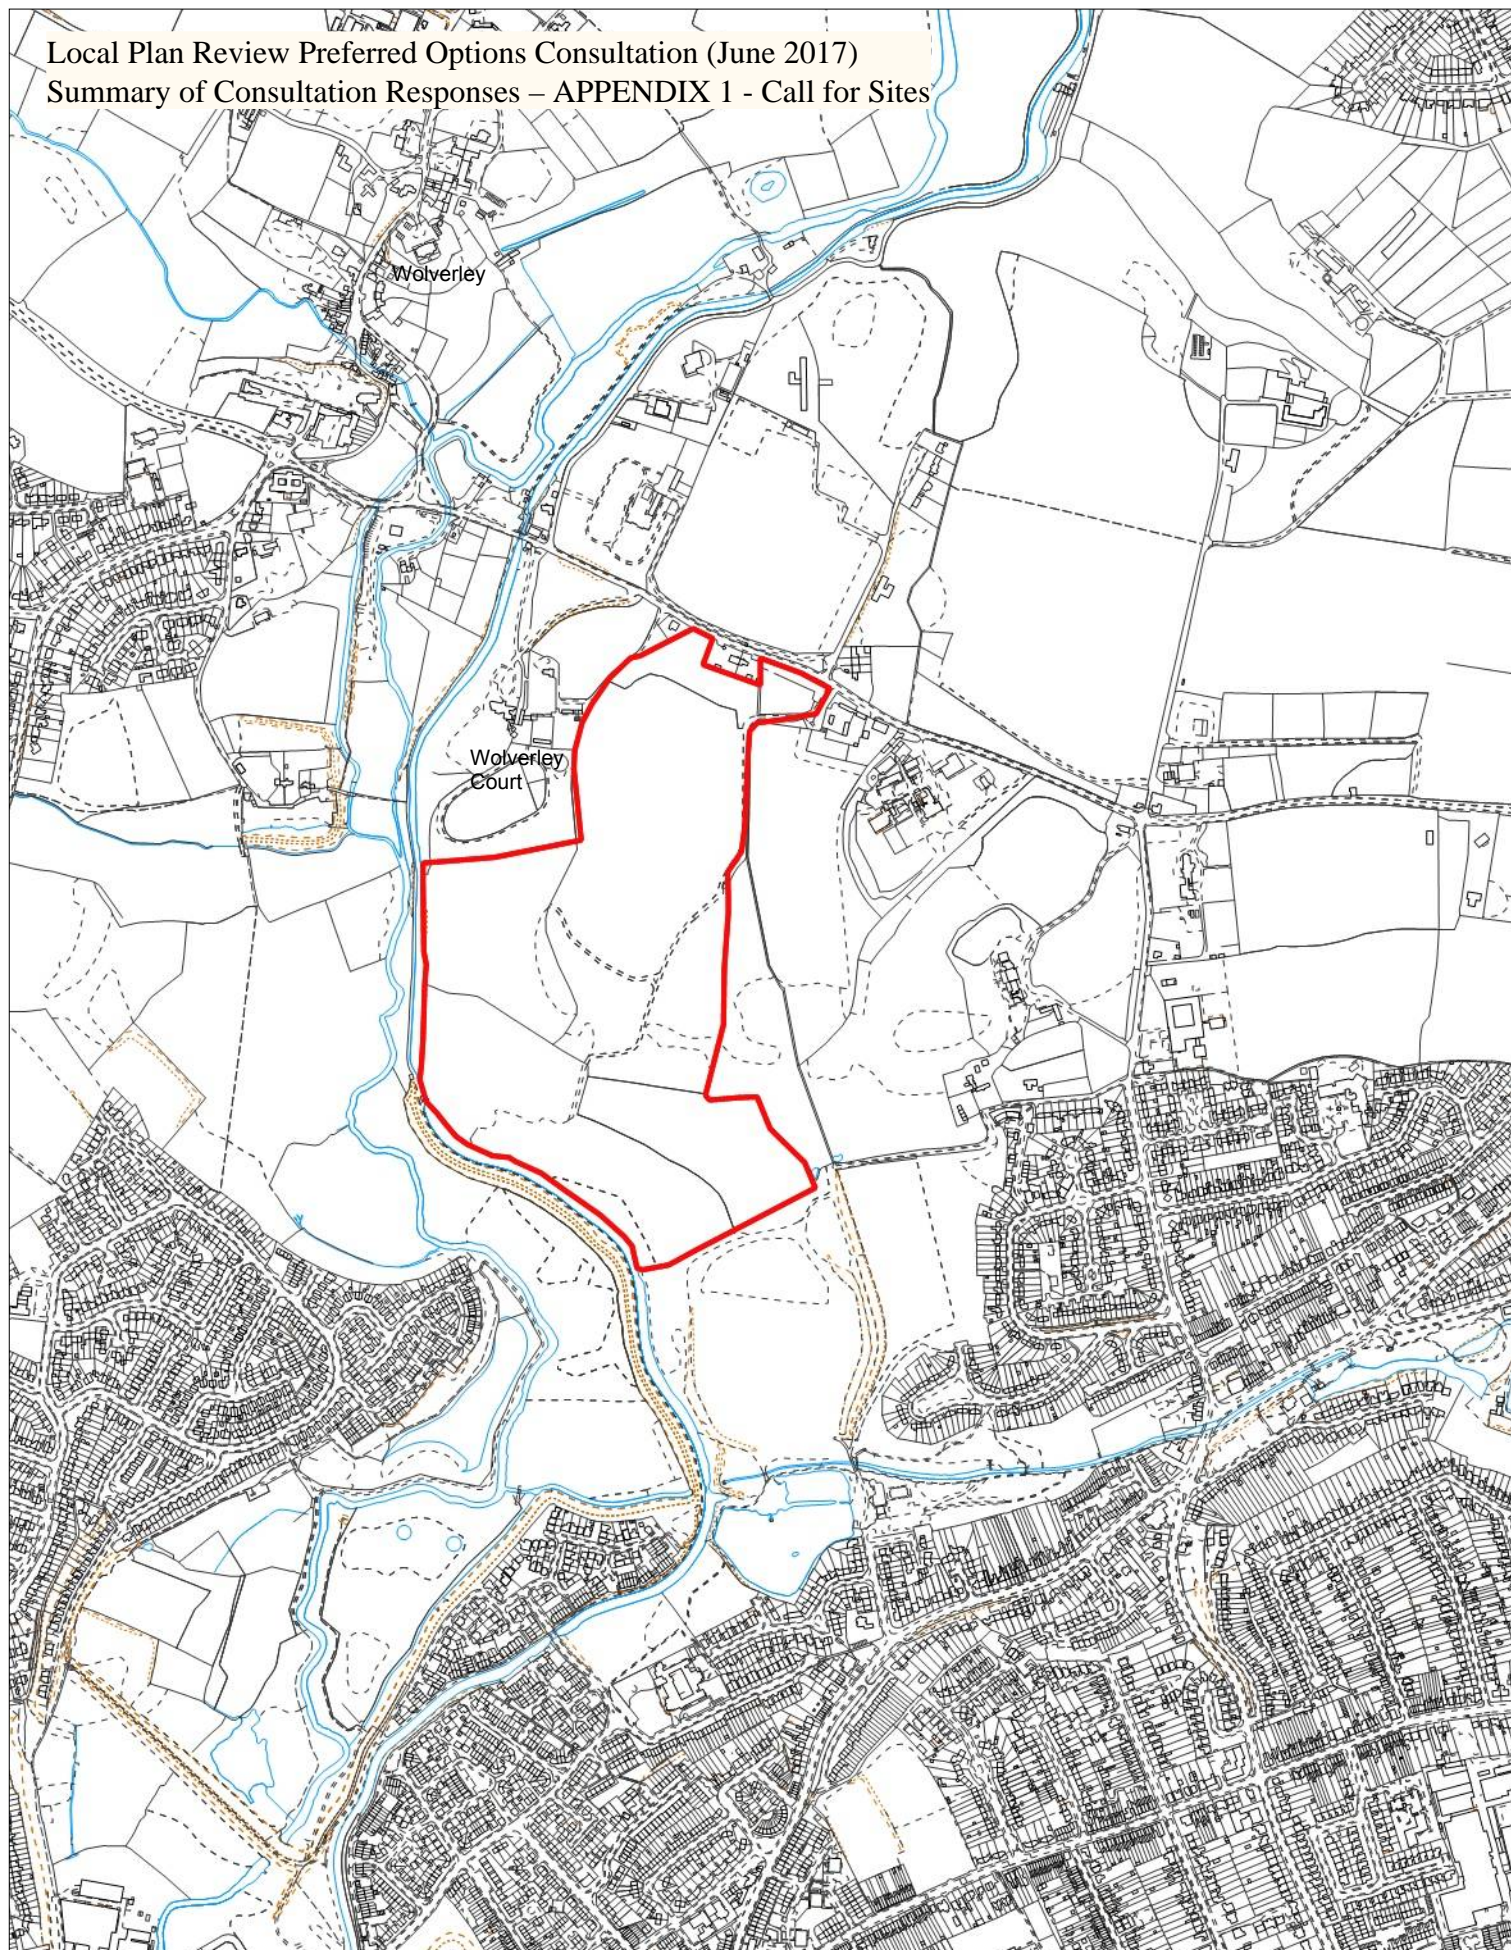 Local Plan Review Preferred Options Consultation (June 2017)
Summary of Consultation Responses – APPENDIX 1 - Call for Sites
Wolverley
Wolverley
Court